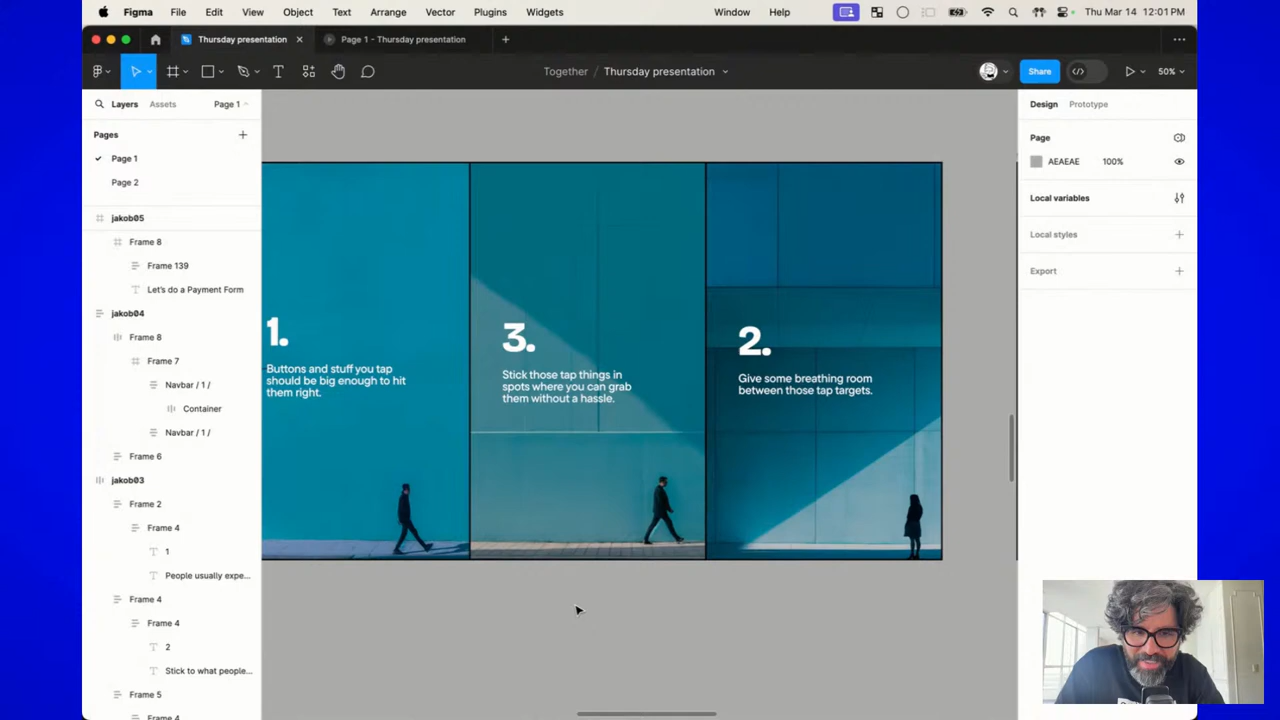 Figma File Edit View Object Text Arrange Vector Plugins Widgets Window Help Thu Mar 14 12:01 PM
Thursday presentation
Page 1 - Thursday presentation
Together / Thursday presentation
Share
50%
Layers Assets Page 1
Pages
Page 1
Page 2
jakob05
Frame 8
Frame 139
Let's do a Payment Form
jakob04
Frame 8
Frame 7
Navbar / 1 /
Container
Navbar / 1 /
Frame 6
jakob03
Frame 2
Frame 4
1
People usually expe...
Frame 4
Frame 4
2
Stick to what people...
Frame 5
Frame 4
1.
Buttons and stuff you tap
should be big enough to hit
them right.
3.
Stick those tap things in
spots where you can grab
them without a hassle.
2.
Give some breathing room
between those tap targets.
Design Prototype
Page
AEAEAE 100%
Local variables
Local styles
Export